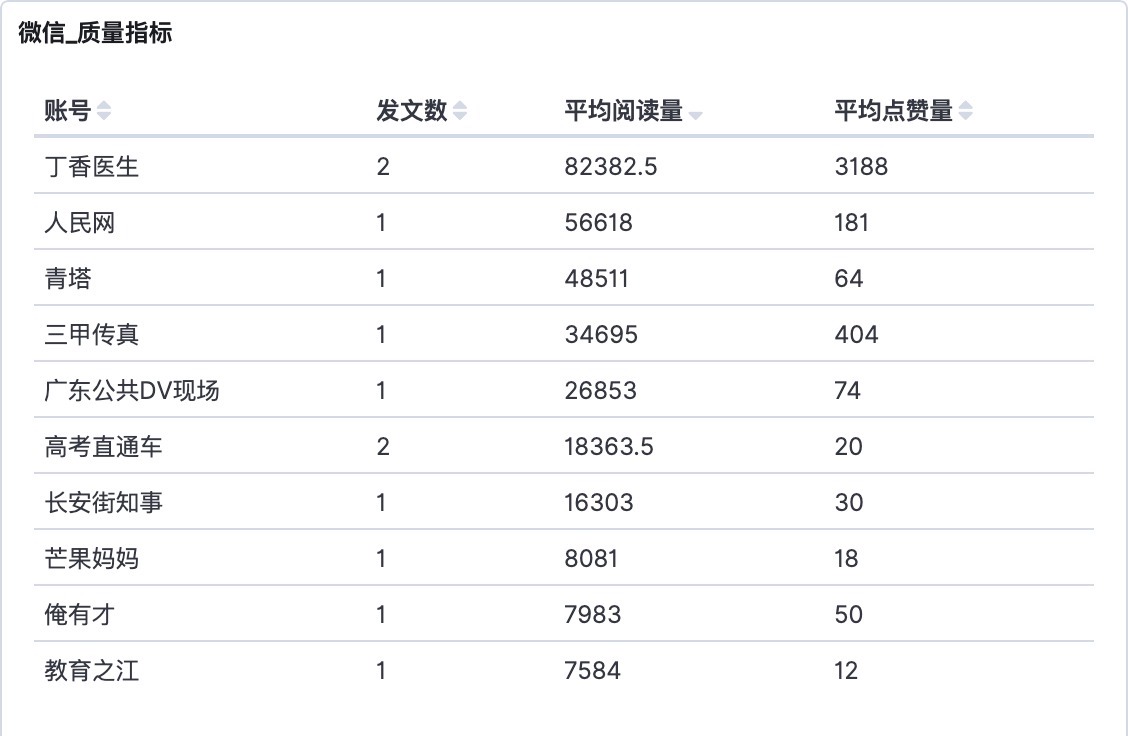 微信_质量指标
账号 发文数 平均阅读量 平均点赞量
丁香医生 2 82382.5 3188
人民网 1 56618 181
青塔 1 48511 64
三甲传真 1 34695 404
广东公共DV现场 1 26853 74
高考直通车 2 18363.5 20
长安街知事 1 16303 30
芒果妈妈 1 8081 18
俺有才 1 7983 50
教育之江 1 7584 12